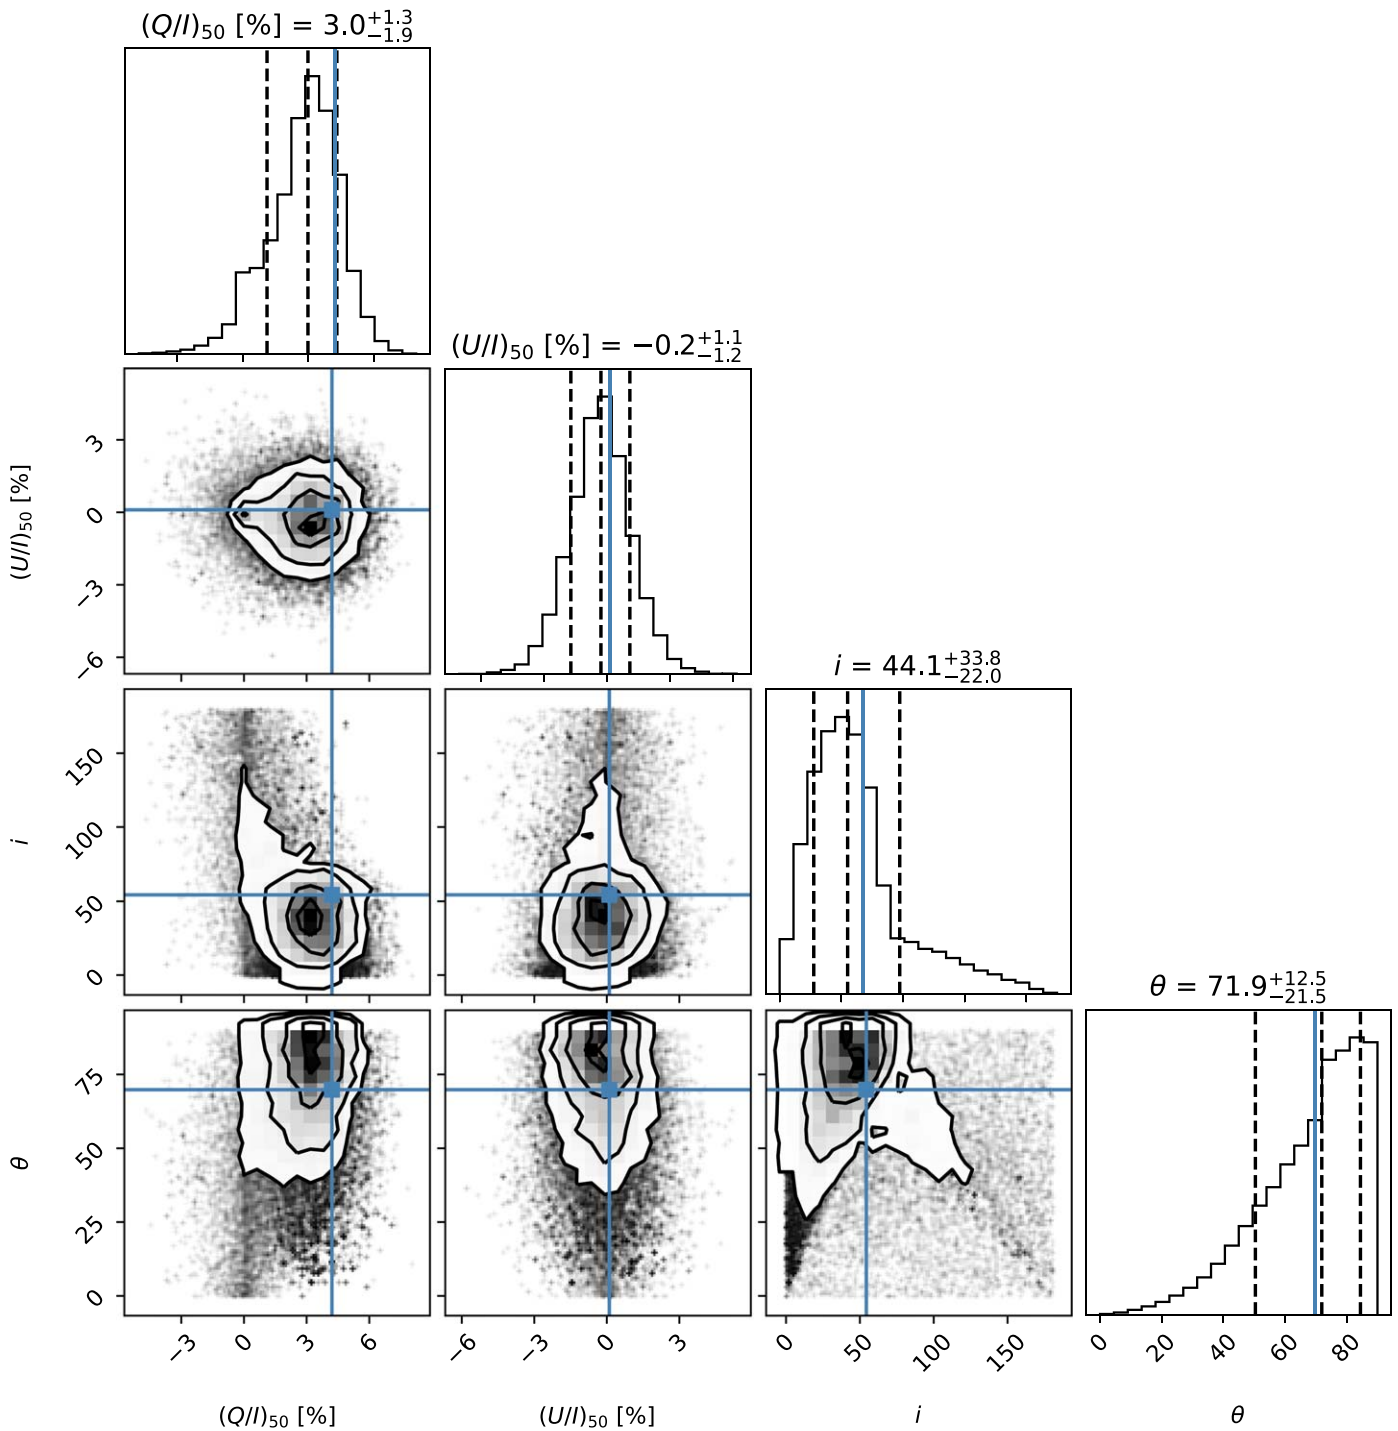 (Q/I)₅₀ [%] = 3.0⁺¹·³₋₁.₉
(U/I)₅₀ [%] = −0.2⁺¹·¹₋₁.₂
(U/I)₅₀ [%]
3
0
−3
−6
i = 44.1⁺³³·⁸₋₂₂.₀
i
150
100
50
0
θ = 71.9⁺¹²·⁵₋₂₁.₅
θ
75
50
25
0
−3 0 3 6 −6 −3 0 3 0 50 100 150 0 20 40 60 80
(Q/I)₅₀ [%] (U/I)₅₀ [%] i θ